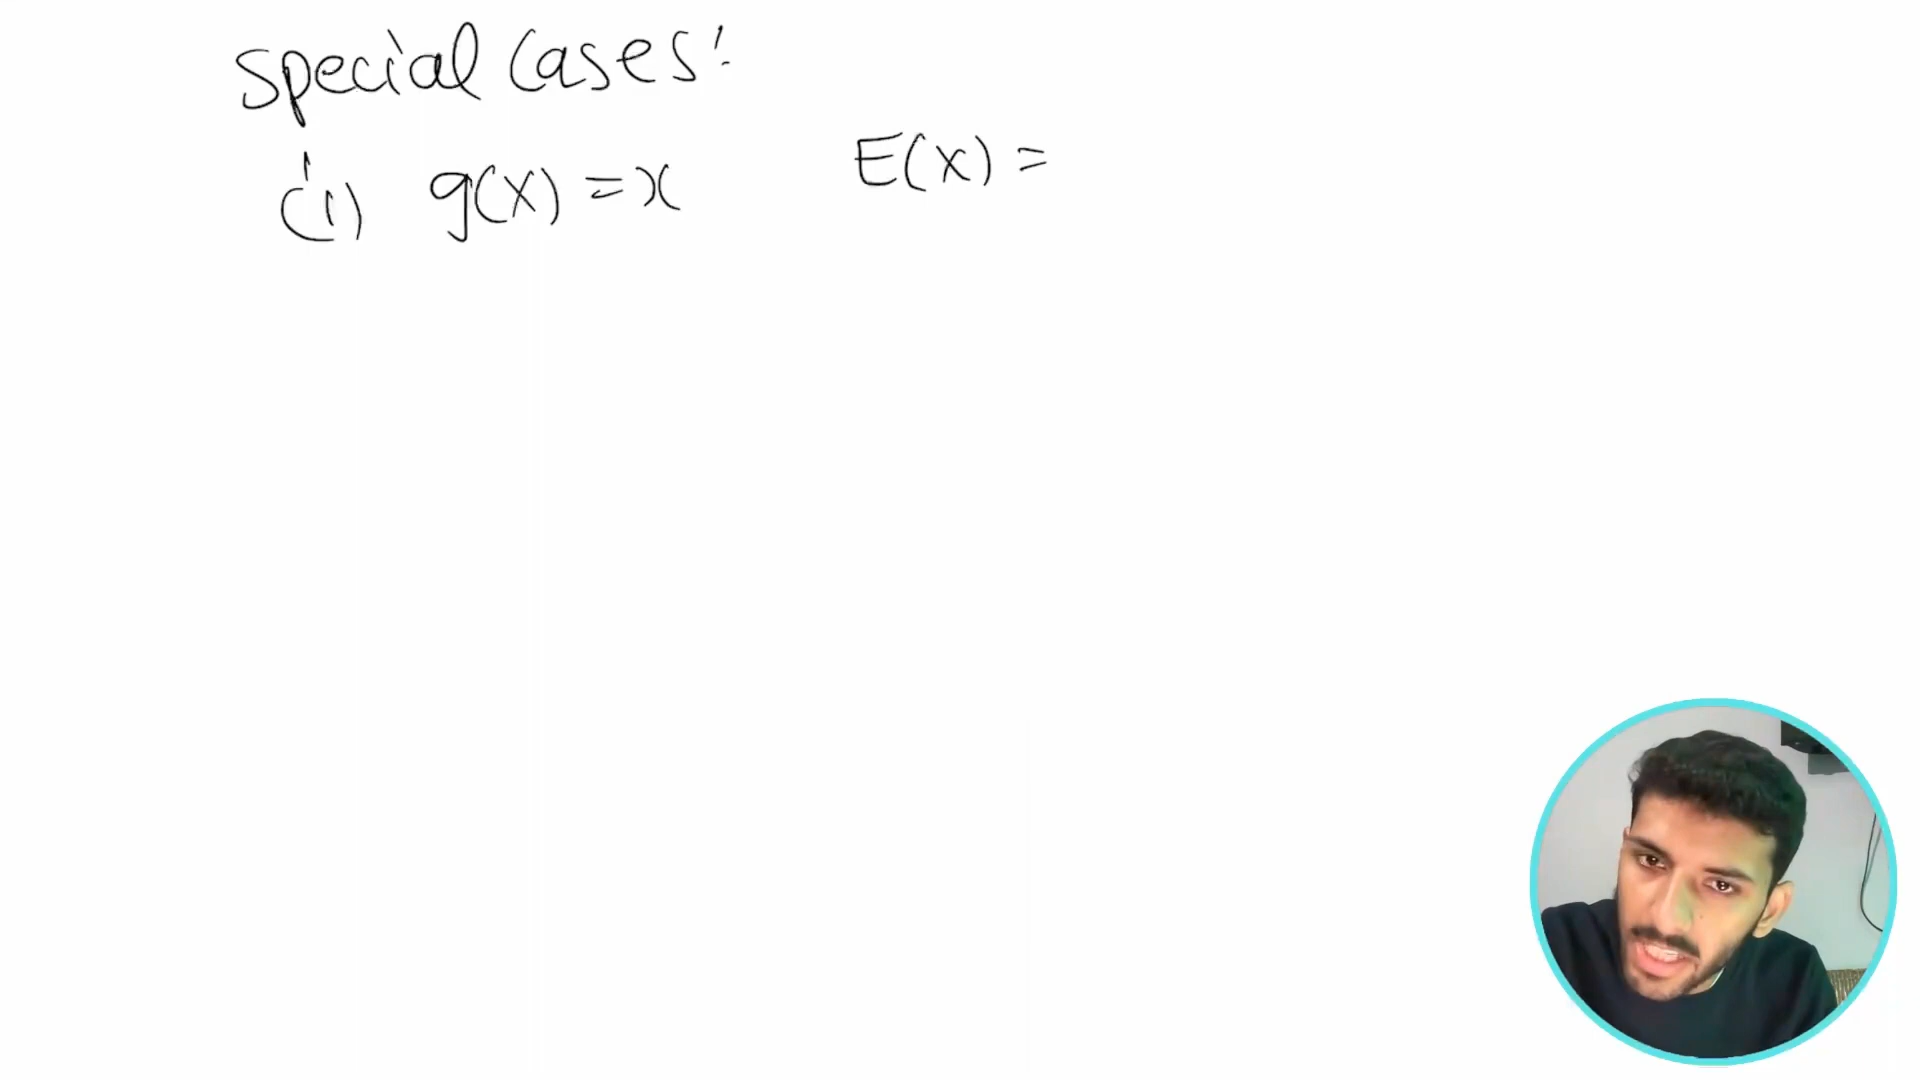 Special Cases:
(i) g(X) = x E(X) =